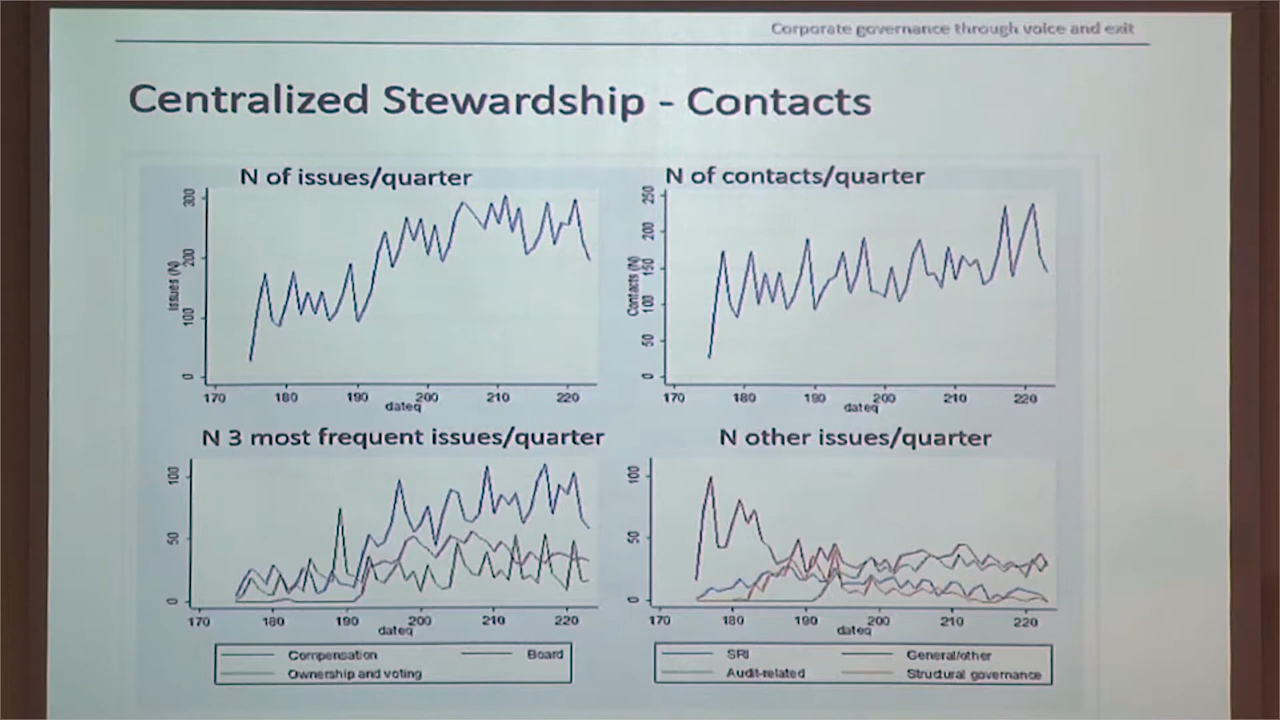 Corporate governance through voice and exit
Centralized Stewardship - Contacts
N of issues/quarter
Issues (N)
0 100 200 300
170 180 190 200 210 220
dateq
N of contacts/quarter
Contacts (N)
0 50 100 150 200 250
170 180 190 200 210 220
dateq
N 3 most frequent issues/quarter
0 50 100
170 180 190 200 210 220
dateq
Compensation Board
Ownership and voting
N other issues/quarter
0 50 100
170 180 190 200 210 220
dateq
SRI General/other
Audit-related Structural governance